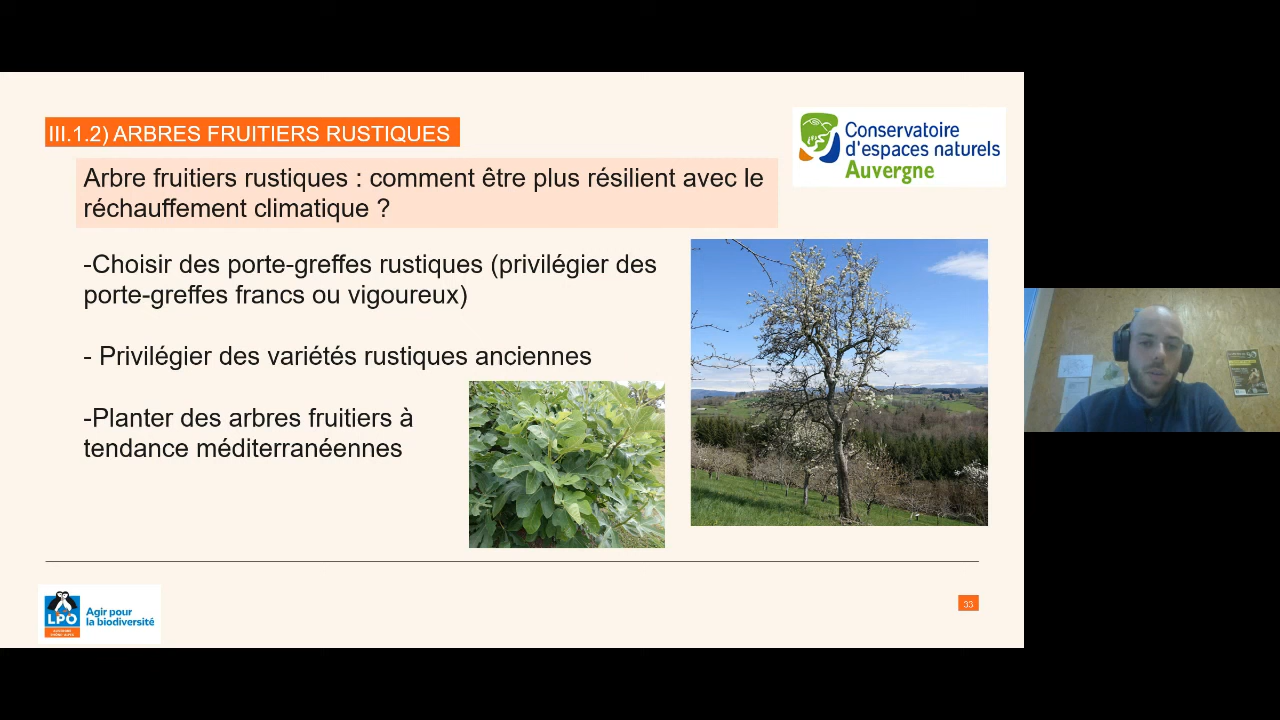 III.1.2) ARBRES FRUITIERS RUSTIQUES
Conservatoire
d'espaces naturels
Auvergne
Arbre fruitiers rustiques : comment être plus résilient avec le
réchauffement climatique ?
-Choisir des porte-greffes rustiques (privilégier des
porte-greffes francs ou vigoureux)
- Privilégier des variétés rustiques anciennes
-Planter des arbres fruitiers à
tendance méditerranéennes
LPO
Agir pour
la biodiversité
33